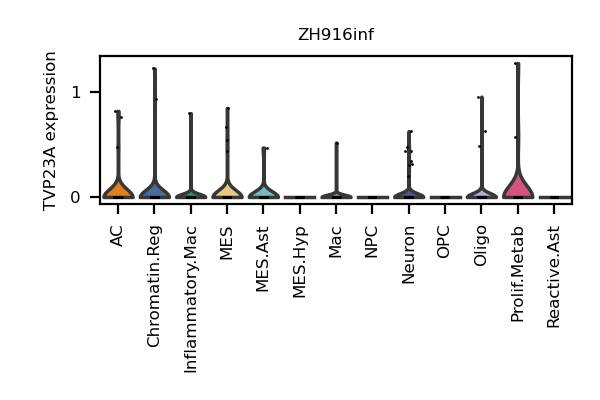 ZH916inf
TVP23A expression
1
0
AC
Chromatin.Reg
Inflammatory.Mac
MES
MES.Ast
MES.Hyp
Mac
NPC
Neuron
OPC
Oligo
Prolif.Metab
Reactive.Ast